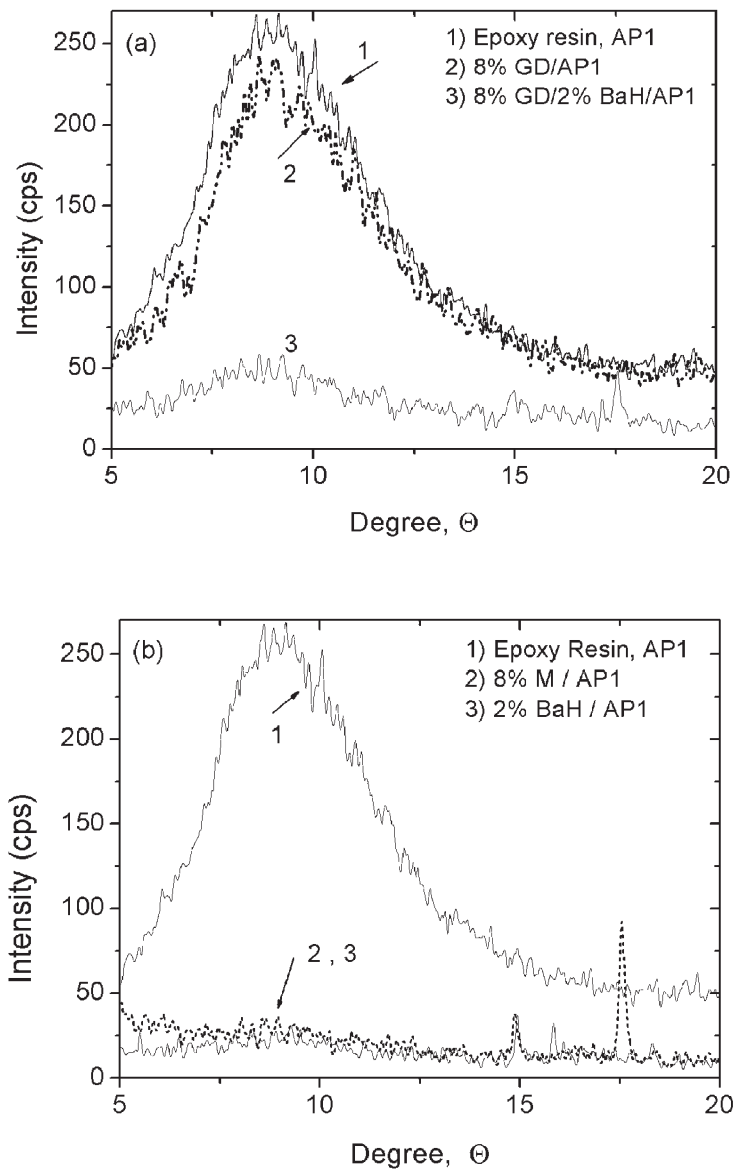 (a)
1) Epoxy resin, AP1
2) 8% GD/AP1
3) 8% GD/2% BaH/AP1
1
2
3
Intensity (cps)
250
200
150
100
50
0
5
10
15
20
Degree, Θ
(b)
1) Epoxy Resin, AP1
2) 8% M / AP1
3) 2% BaH / AP1
1
2 , 3
Intensity (cps)
250
200
150
100
50
0
5
10
15
20
Degree, Θ